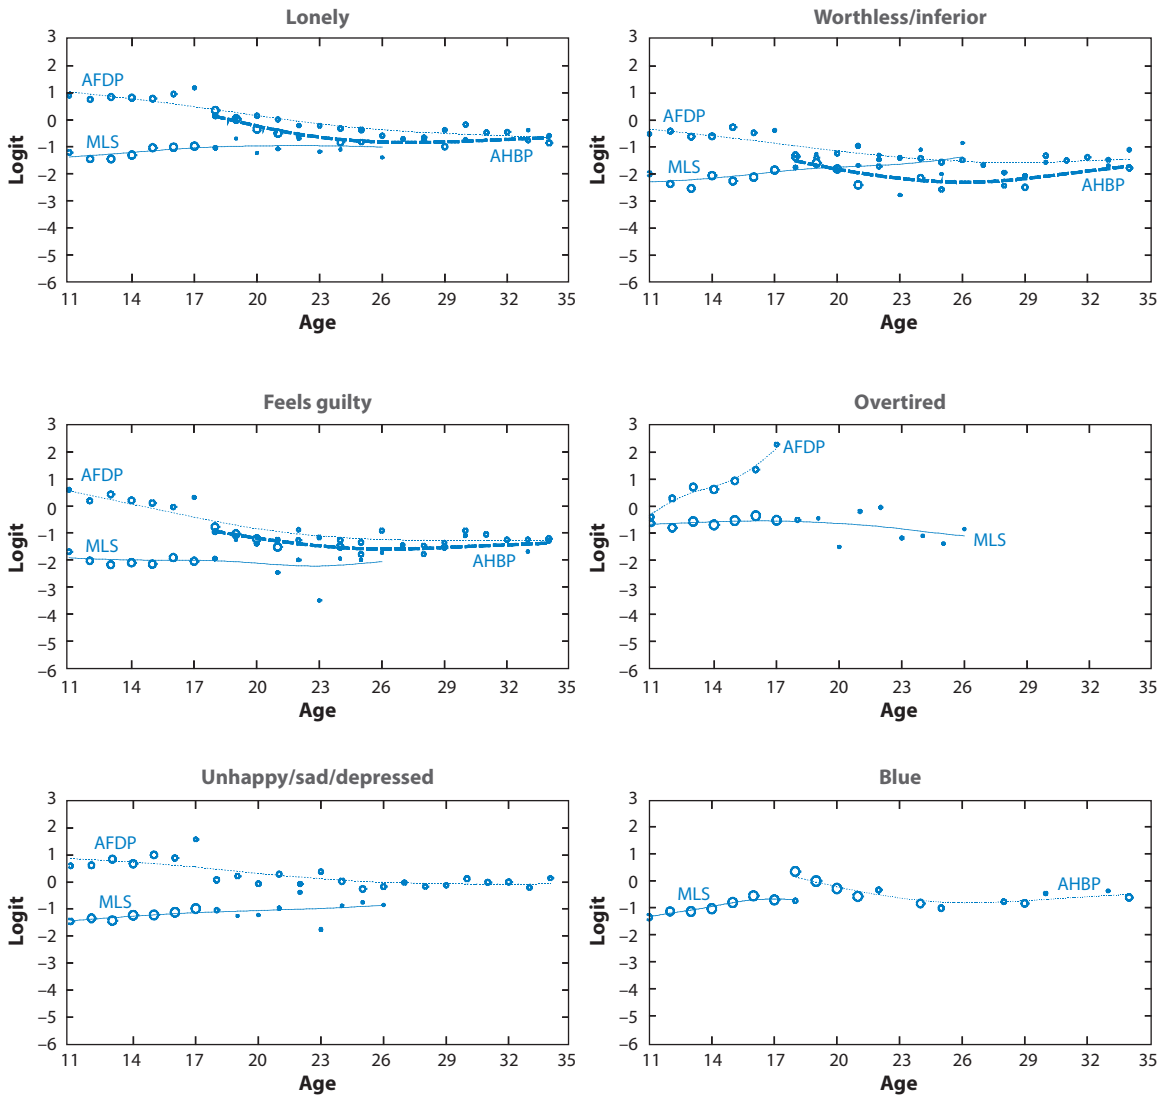 Lonely
3
2
1
0
–1
–2
–3
–4
–5
–6
Logit
AFDP
MLS
AHBP
11 14 17 20 23 26 29 32 35
Age
Worthless/inferior
3
2
1
0
–1
–2
–3
–4
–5
–6
Logit
AFDP
MLS
AHBP
11 14 17 20 23 26 29 32 35
Age
Feels guilty
3
2
1
0
–1
–2
–3
–4
–5
–6
Logit
AFDP
MLS
AHBP
11 14 17 20 23 26 29 32 35
Age
Overtired
3
2
1
0
–1
–2
–3
–4
–5
–6
Logit
AFDP
MLS
11 14 17 20 23 26 29 32 35
Age
Unhappy/sad/depressed
3
2
1
0
–1
–2
–3
–4
–5
–6
Logit
AFDP
MLS
11 14 17 20 23 26 29 32 35
Age
Blue
3
2
1
0
–1
–2
–3
–4
–5
–6
Logit
MLS
AHBP
11 14 17 20 23 26 29 32 35
Age